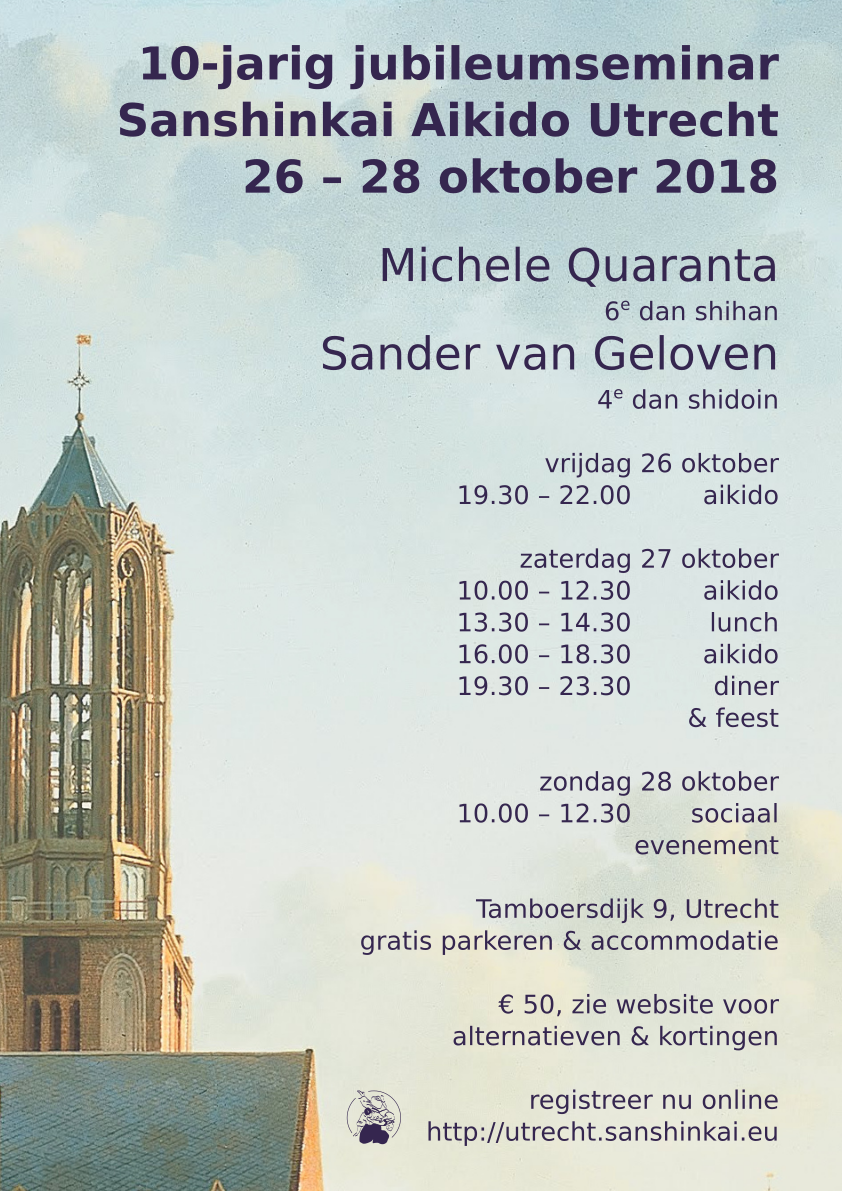 10-jarig jubileumseminar
Sanshinkai Aikido Utrecht
26 – 28 oktober 2018
Michele Quaranta
6e dan shihan
Sander van Geloven
4e dan shidoin
vrijdag 26 oktober
19.30 – 22.00 aikido
zaterdag 27 oktober
10.00 – 12.30 aikido
13.30 – 14.30 lunch
16.00 – 18.30 aikido
19.30 – 23.30 diner
& feest
zondag 28 oktober
10.00 – 12.30 sociaal
evenement
Tamboersdijk 9, Utrecht
gratis parkeren & accommodatie
€ 50, zie website voor
alternatieven & kortingen
registreer nu online
http://utrecht.sanshinkai.eu